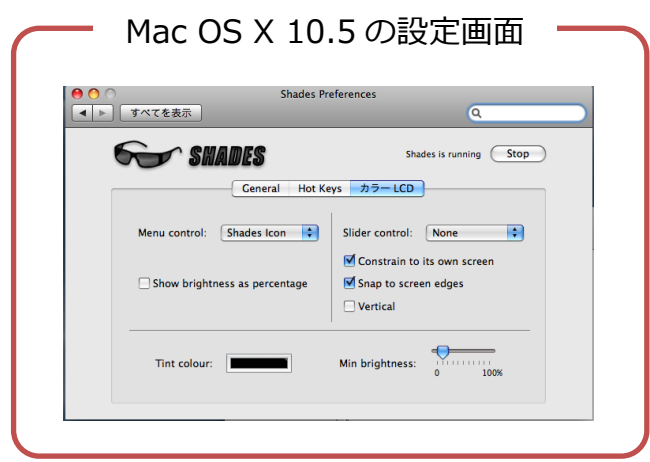 Mac OS X 10.5 の設定画面
Shades Preferences
すべてを表示
SHADES
Shades is running Stop
General Hot Keys カラー LCD
Menu control: Shades Icon Slider control: None
Constrain to its own screen
Show brightness as percentage Snap to screen edges
Vertical
Tint colour: Min brightness:
0 100%